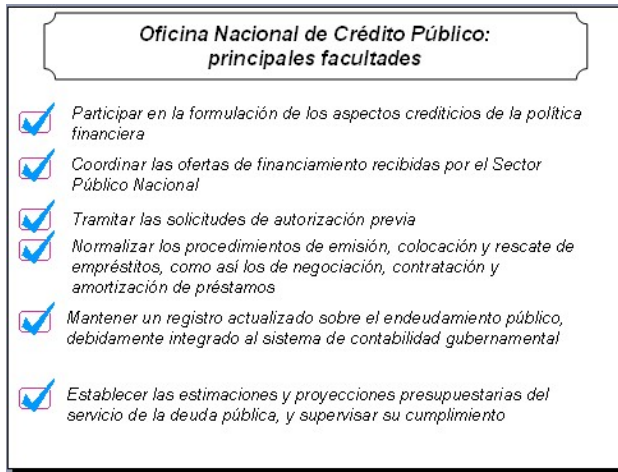 Oficina Nacional de Crédito Público:
principales facultades
Participar en la formulación de los aspectos crediticios de la política
financiera
Coordinar las ofertas de financiamiento recibidas por el Sector
Público Nacional
Tramitar las solicitudes de autorización previa
Normalizar los procedimientos de emisión, colocación y rescate de
empréstitos, como así los de negociación, contratación y
amortización de préstamos
Mantener un registro actualizado sobre el endeudamiento público,
debidamente integrado al sistema de contabilidad gubernamental
Establecer las estimaciones y proyecciones presupuestarias del
servicio de la deuda pública, y supervisar su cumplimiento